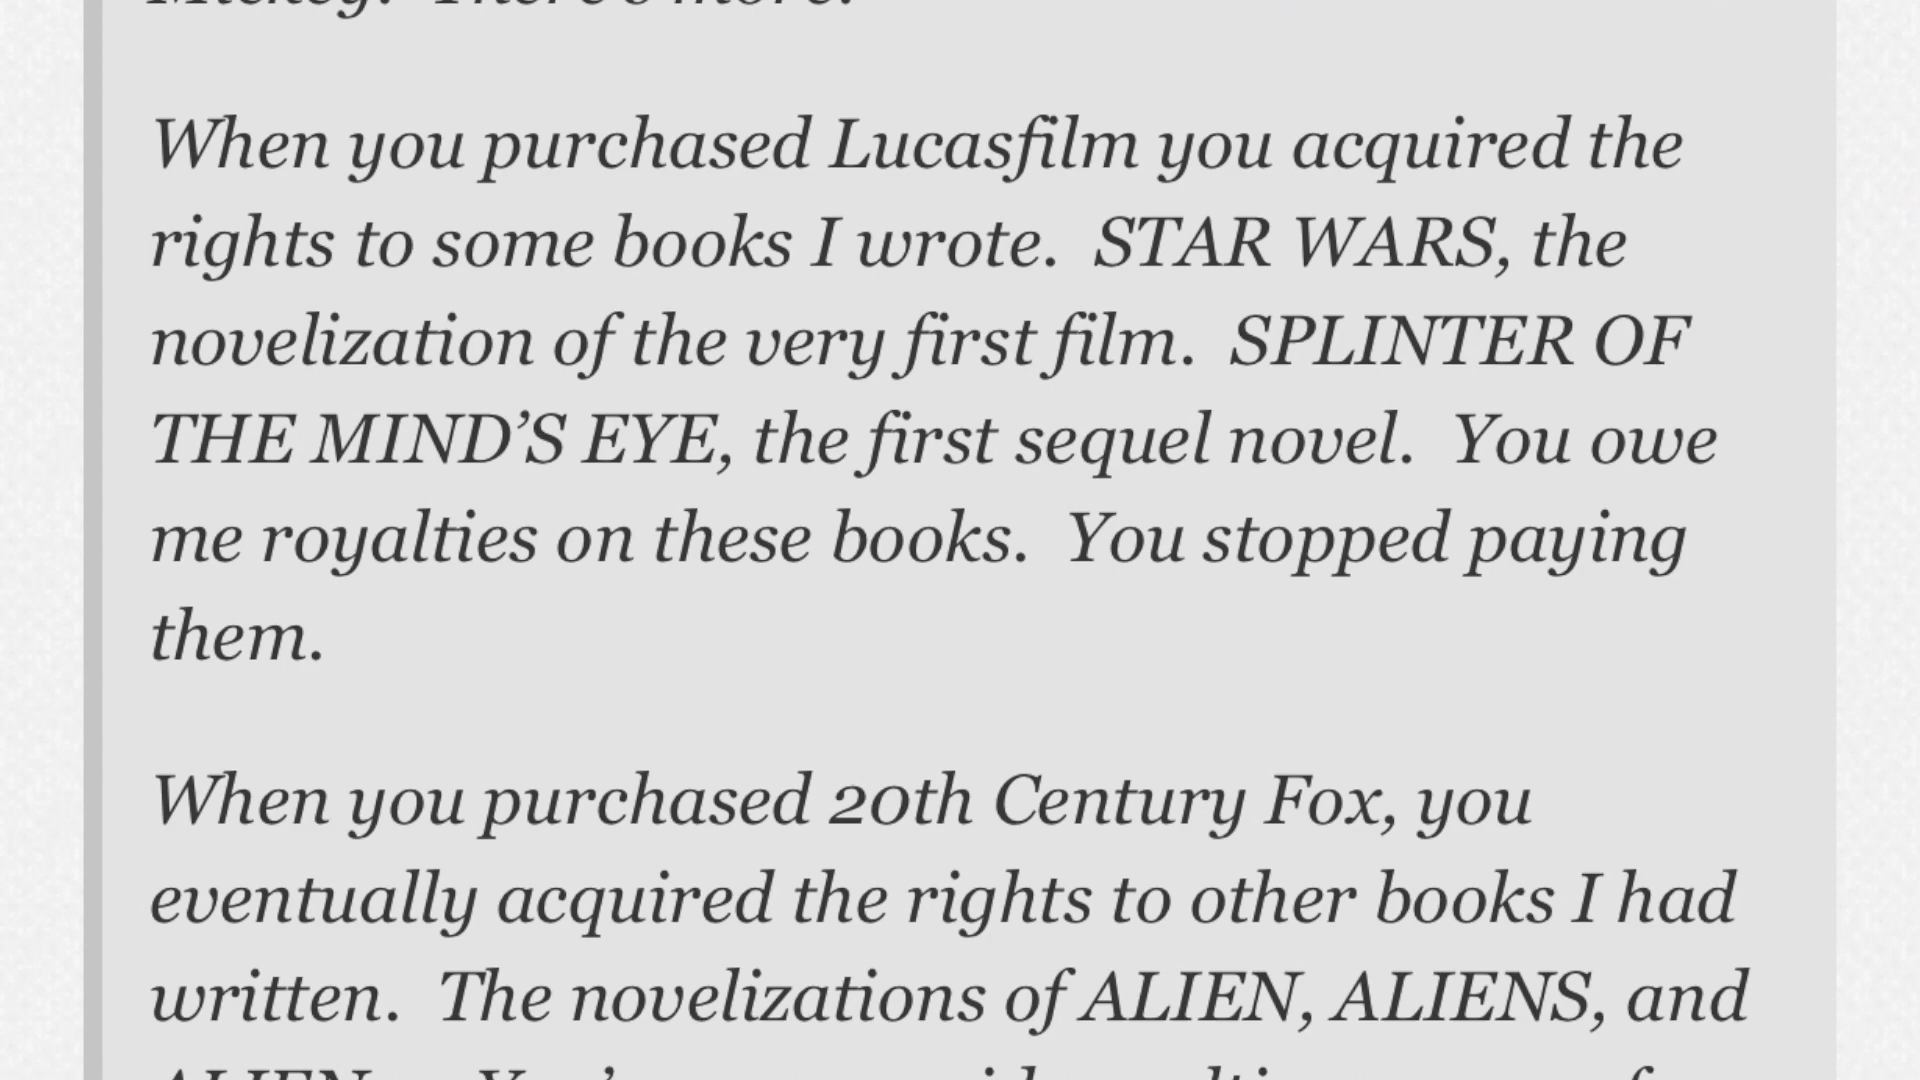 Mickey. There's more.
When you purchased Lucasfilm you acquired the
rights to some books I wrote.  STAR WARS, the
novelization of the very first film.  SPLINTER OF
THE MIND’S EYE, the first sequel novel.  You owe
me royalties on these books.  You stopped paying
them.
When you purchased 20th Century Fox, you
eventually acquired the rights to other books I had
written.  The novelizations of ALIEN, ALIENS, and